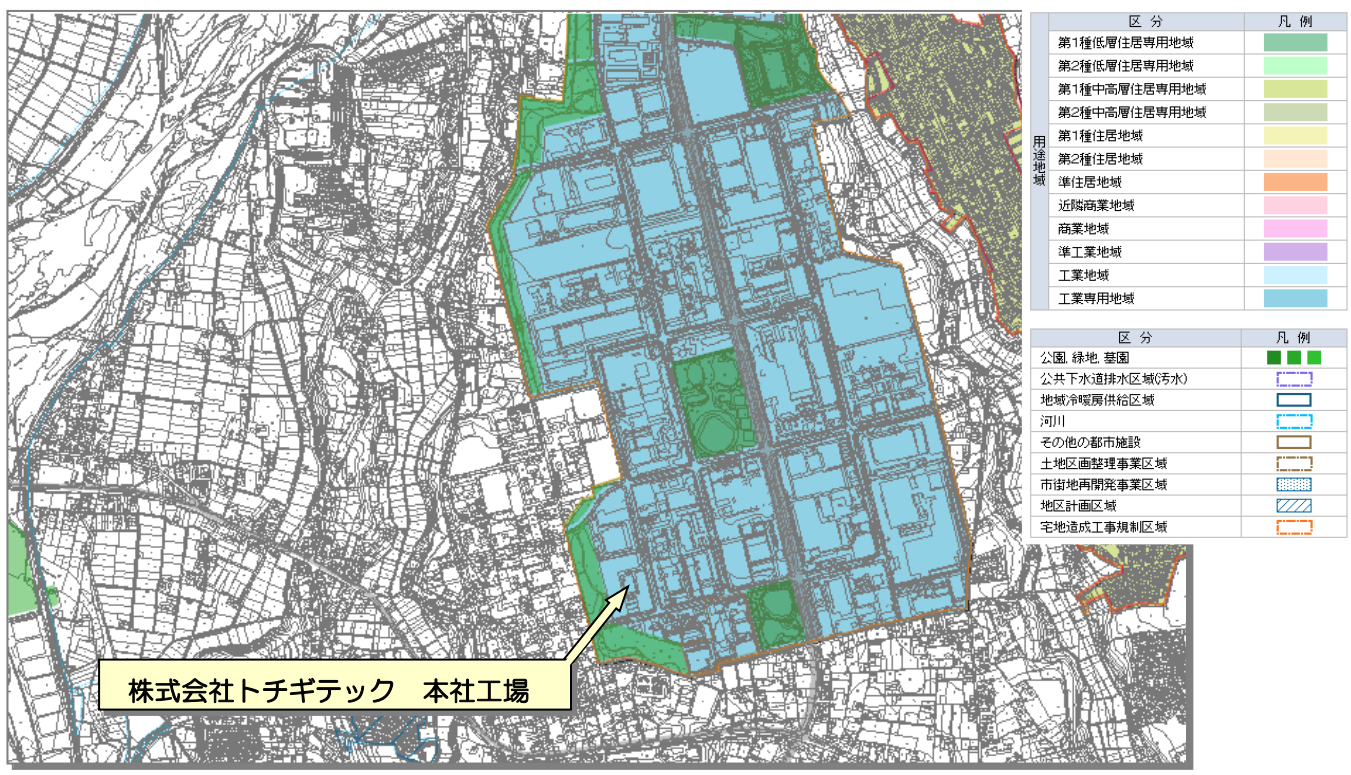 区 分 凡 例
用途地域
第1種低層住居専用地域
第2種低層住居専用地域
第1種中高層住居専用地域
第2種中高層住居専用地域
第1種住居地域
第2種住居地域
準住居地域
近隣商業地域
商業地域
準工業地域
工業地域
工業専用地域
区 分 凡 例
公園, 緑地, 墓園
公共下水道排水区域(汚水)
地域冷暖房供給区域
河川
その他の都市施設
土地区画整理事業区域
市街地再開発事業区域
地区計画区域
宅地造成工事規制区域
株式会社トチギテック 本社工場